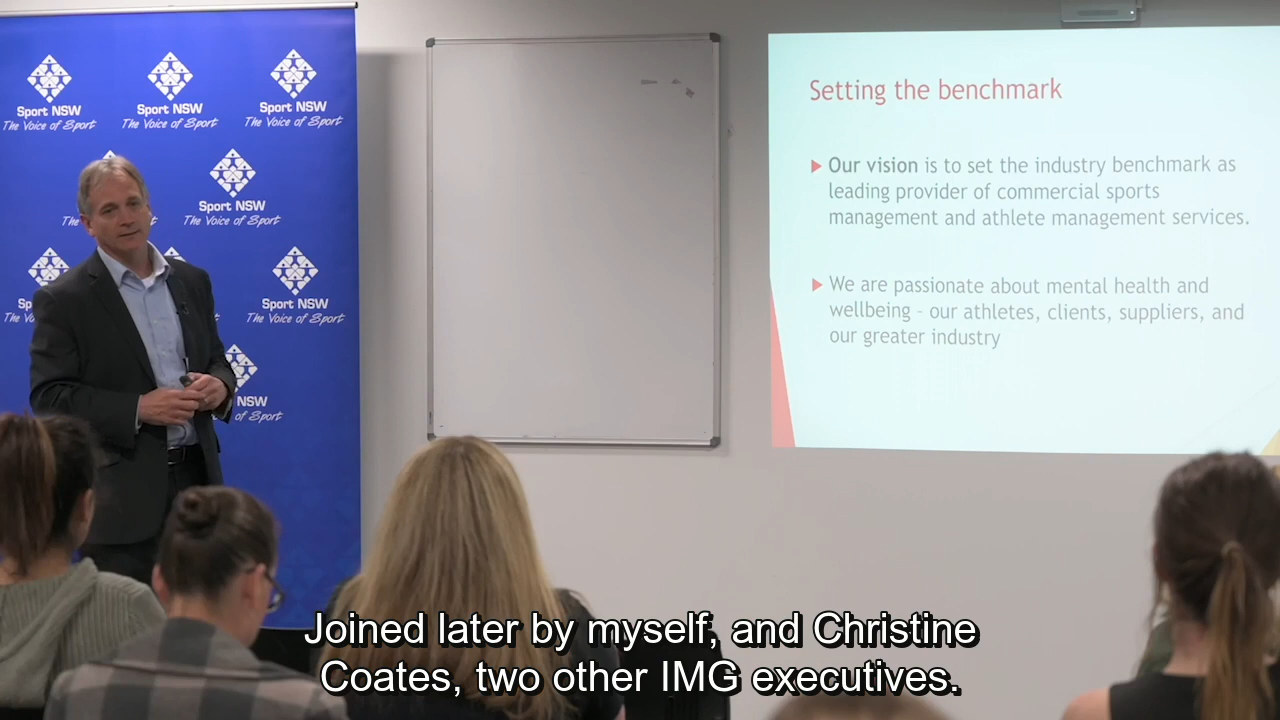 Sport NSW
The Voice of Sport
Sport NSW
The Voice of Sport
Sport NSW
The Voice of Sport
Sport NSW
The Voice of Sport
Sport NSW
The Voice of Sport
NSW
of Sport
Setting the benchmark
Our vision is to set the industry benchmark as
leading provider of commercial sports
management and athlete management services.
We are passionate about mental health and
wellbeing - our athletes, clients, suppliers, and
our greater industry
Joined later by myself, and Christine
Coates, two other IMG executives.